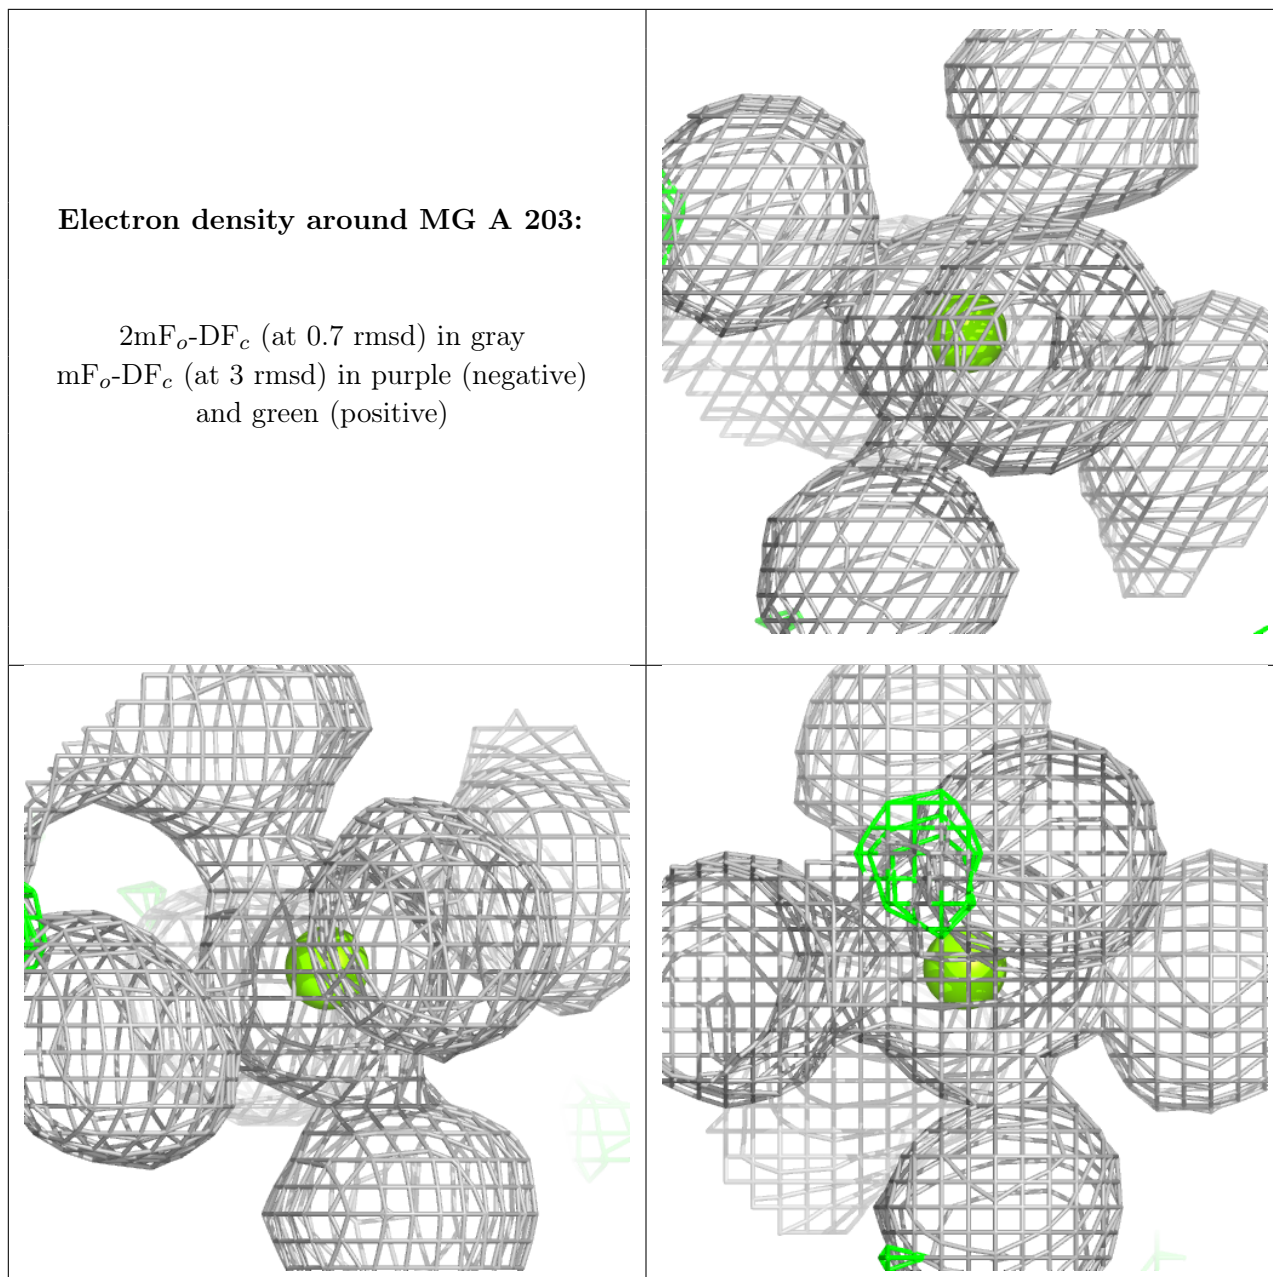 Electron density around MG A 203:
2mFo-DFc (at 0.7 rmsd) in gray
mFo-DFc (at 3 rmsd) in purple (negative)
and green (positive)